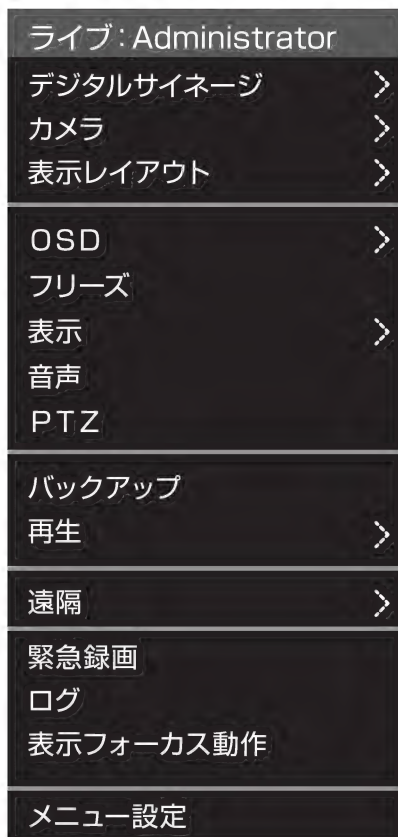 ライブ：Administrator
デジタルサイネージ
カメラ
表示レイアウト
OSD
フリーズ
表示
音声
PTZ
バックアップ
再生
遠隔
緊急録画
ログ
表示フォーカス動作
メニュー設定